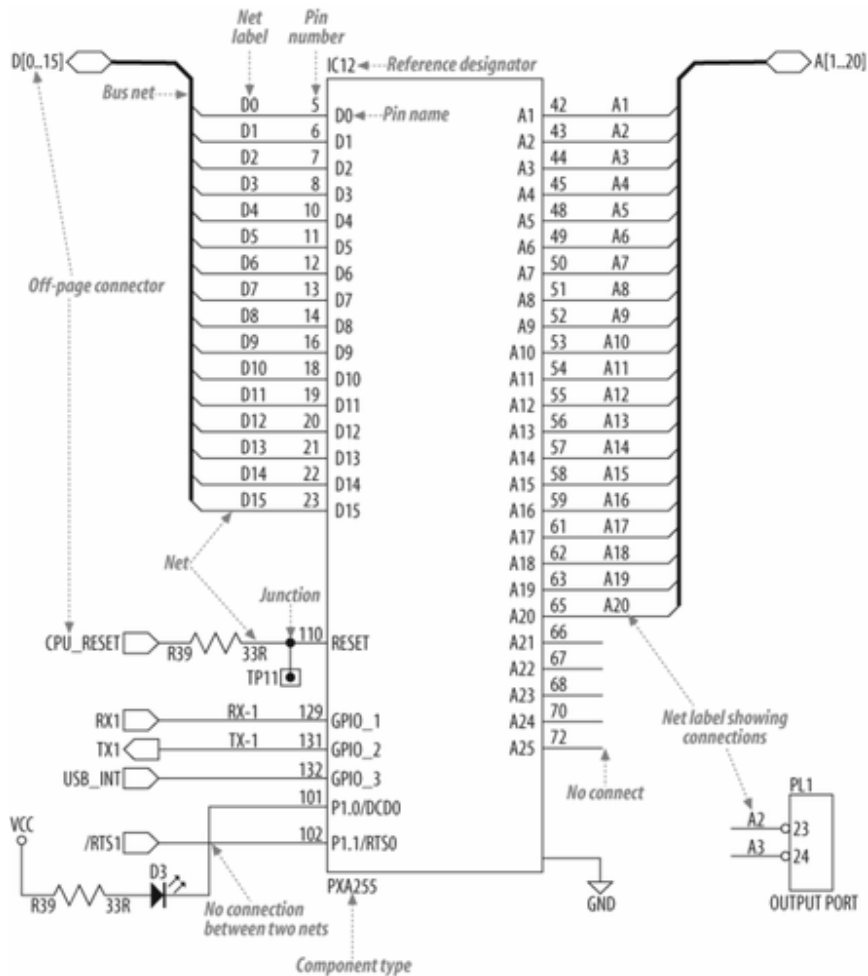 Net label
Pin number
D[0..15]
IC12
Reference designator
A[1..20]
Bus net
D0 5 D0 Pin name A1 42 A1
D1 6 D1 A2 43 A2
D2 7 D2 A3 44 A3
D3 8 D3 A4 45 A4
D4 10 D4 A5 48 A5
D5 11 D5 A6 49 A6
D6 12 D6 A7 50 A7
Off-page connector
D7 13 D7 A8 51 A8
D8 14 D8 A9 52 A9
D9 16 D9 A10 53 A10
D10 18 D10 A11 54 A11
D11 19 D11 A12 55 A12
D12 20 D12 A13 56 A13
D13 21 D13 A14 57 A14
D14 22 D14 A15 58 A15
D15 23 D15 A16 59 A16
A17 61 A17
Net
A18 62 A18
Junction
A19 63 A19
A20 65 A20
CPU_RESET R39 33R 110 RESET A21 66
TP11
A22 67
A23 68
RX1 RX-1 129 GPIO_1 A24 70
TX1 TX-1 131 GPIO_2 A25 72
Net label showing
connections
USB_INT 132 GPIO_3
No connect
PL1
101 P1.0/DCD0
VCC
A2 23
/RTS1 102 P1.1/RTS0
A3 24
D3
R39 33R
PXA255
GND
OUTPUT PORT
No connection
between two nets
Component type